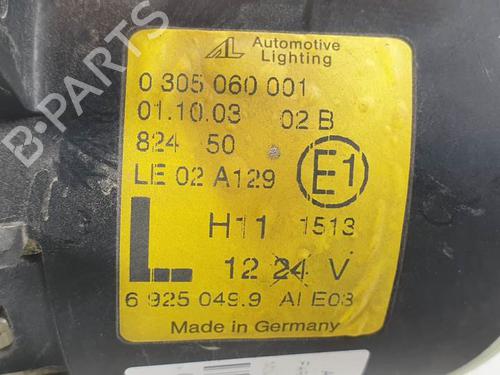 AL Automotive
Lighting
0 305 060 001
01.10.03 02 B
824 50
LE 02 A129 E1
L H11 1513
12 24 V
6 925 049.9 AI E03
Made in Germany